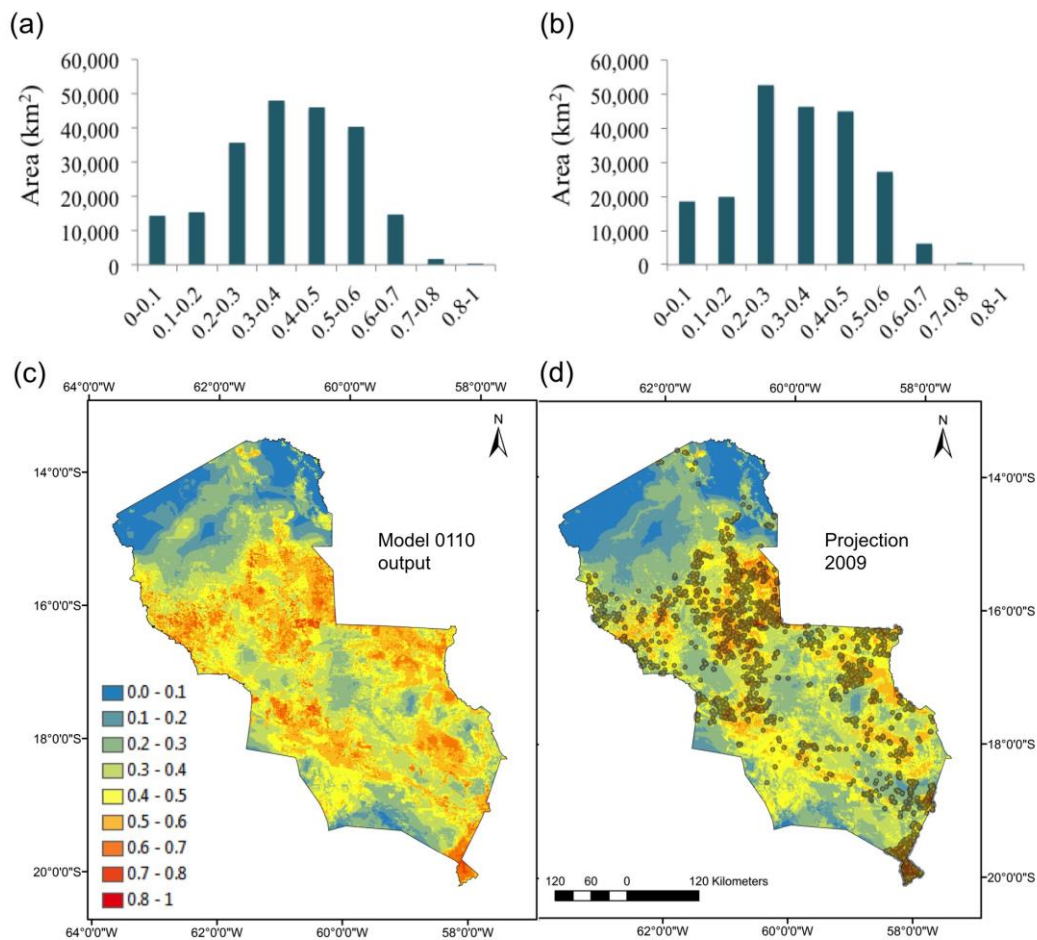 (a)
(b)
Area (km²)
60,000
50,000
40,000
30,000
20,000
10,000
0
0-0.1
0.1-0.2
0.2-0.3
0.3-0.4
0.4-0.5
0.5-0.6
0.6-0.7
0.7-0.8
0.8-1
Area (km²)
60,000
50,000
40,000
30,000
20,000
10,000
0
0-0.1
0.1-0.2
0.2-0.3
0.3-0.4
0.4-0.5
0.5-0.6
0.6-0.7
0.7-0.8
0.8-1
(c)
64°0'0"W
62°0'0"W
60°0'0"W
58°0'0"W
N
14°0'0"S
16°0'0"S
18°0'0"S
20°0'0"S
Model 0110
output
0.0 - 0.1
0.1 - 0.2
0.2 - 0.3
0.3 - 0.4
0.4 - 0.5
0.5 - 0.6
0.6 - 0.7
0.7 - 0.8
0.8 - 1
64°0'0"W
62°0'0"W
60°0'0"W
58°0'0"W
(d)
62°0'0"W
60°0'0"W
58°0'0"W
N
Projection
2009
14°0'0"S
16°0'0"S
18°0'0"S
20°0'0"S
120 60 0 120 Kilometers
62°0'0"W
60°0'0"W
58°0'0"W